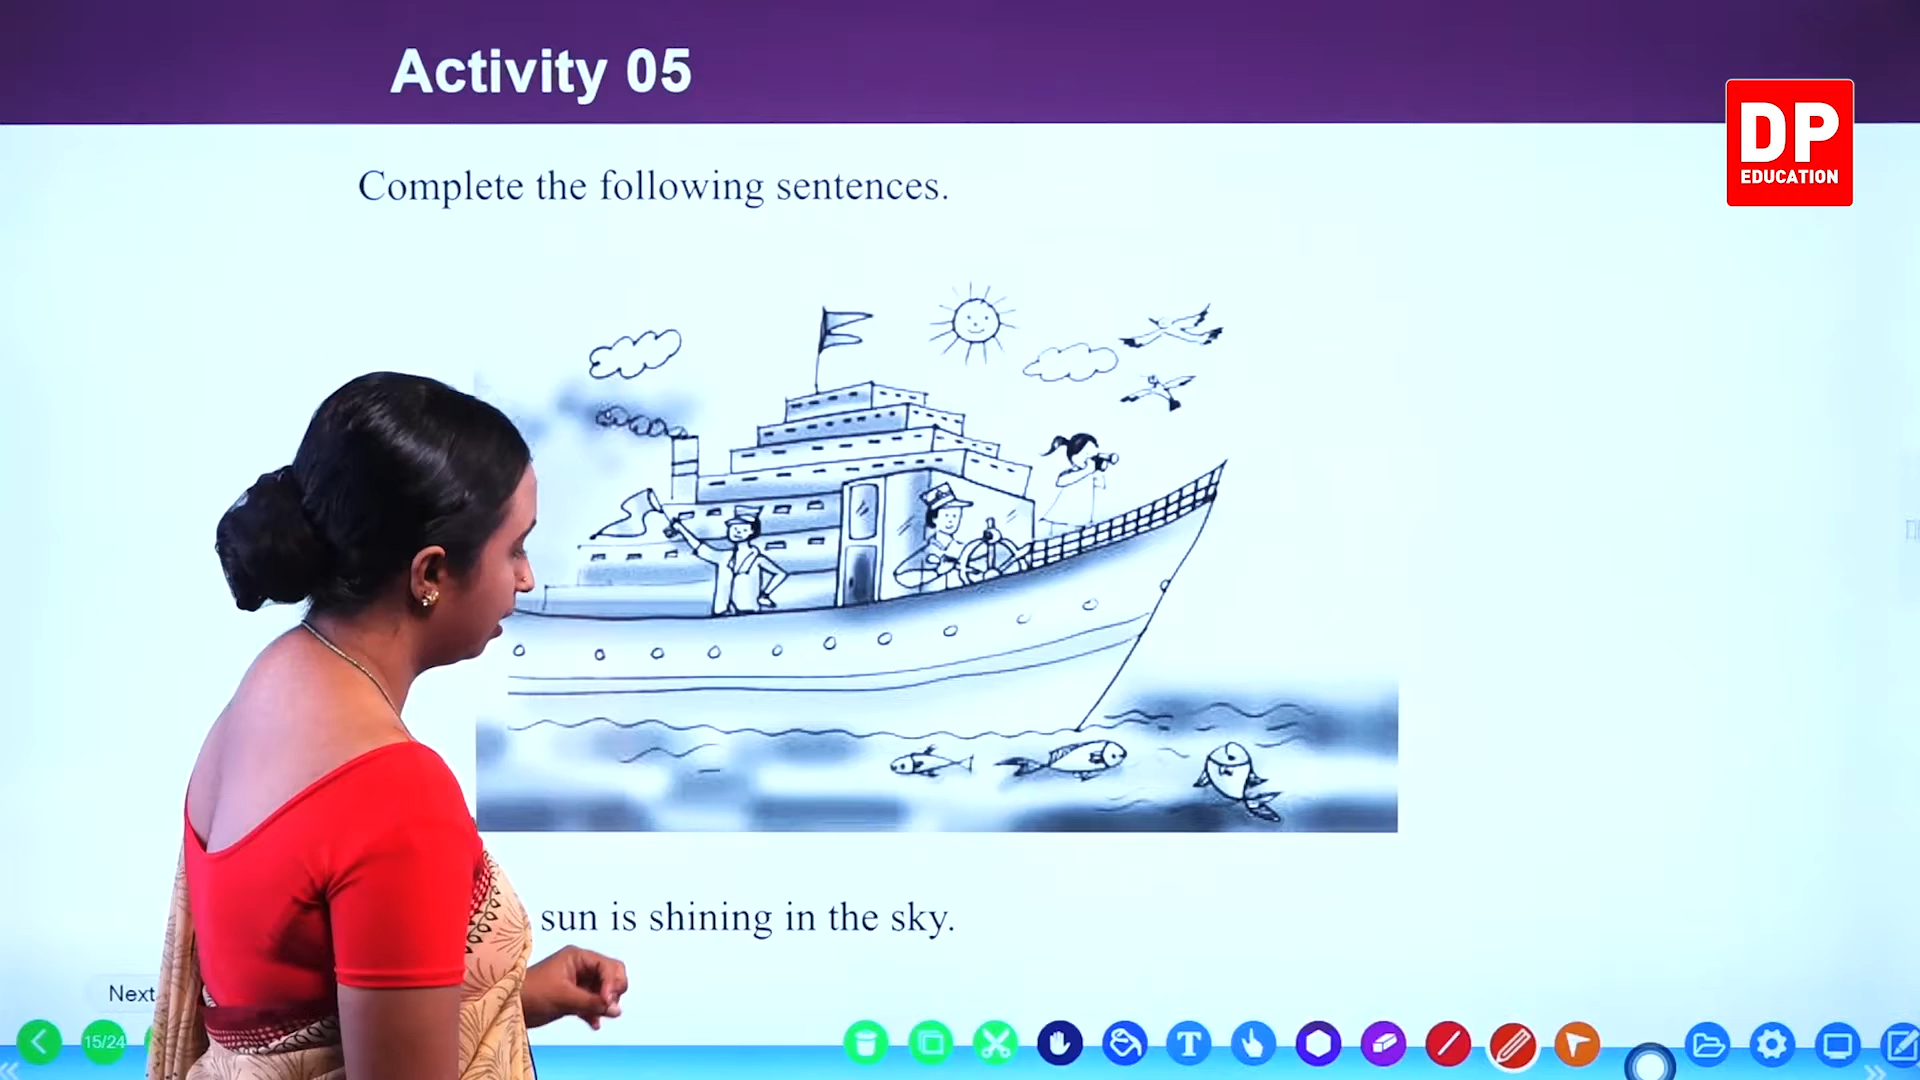 Activity 05
DP
EDUCATION
Complete the following sentences.
sun is shining in the sky.
Next
15/24
T